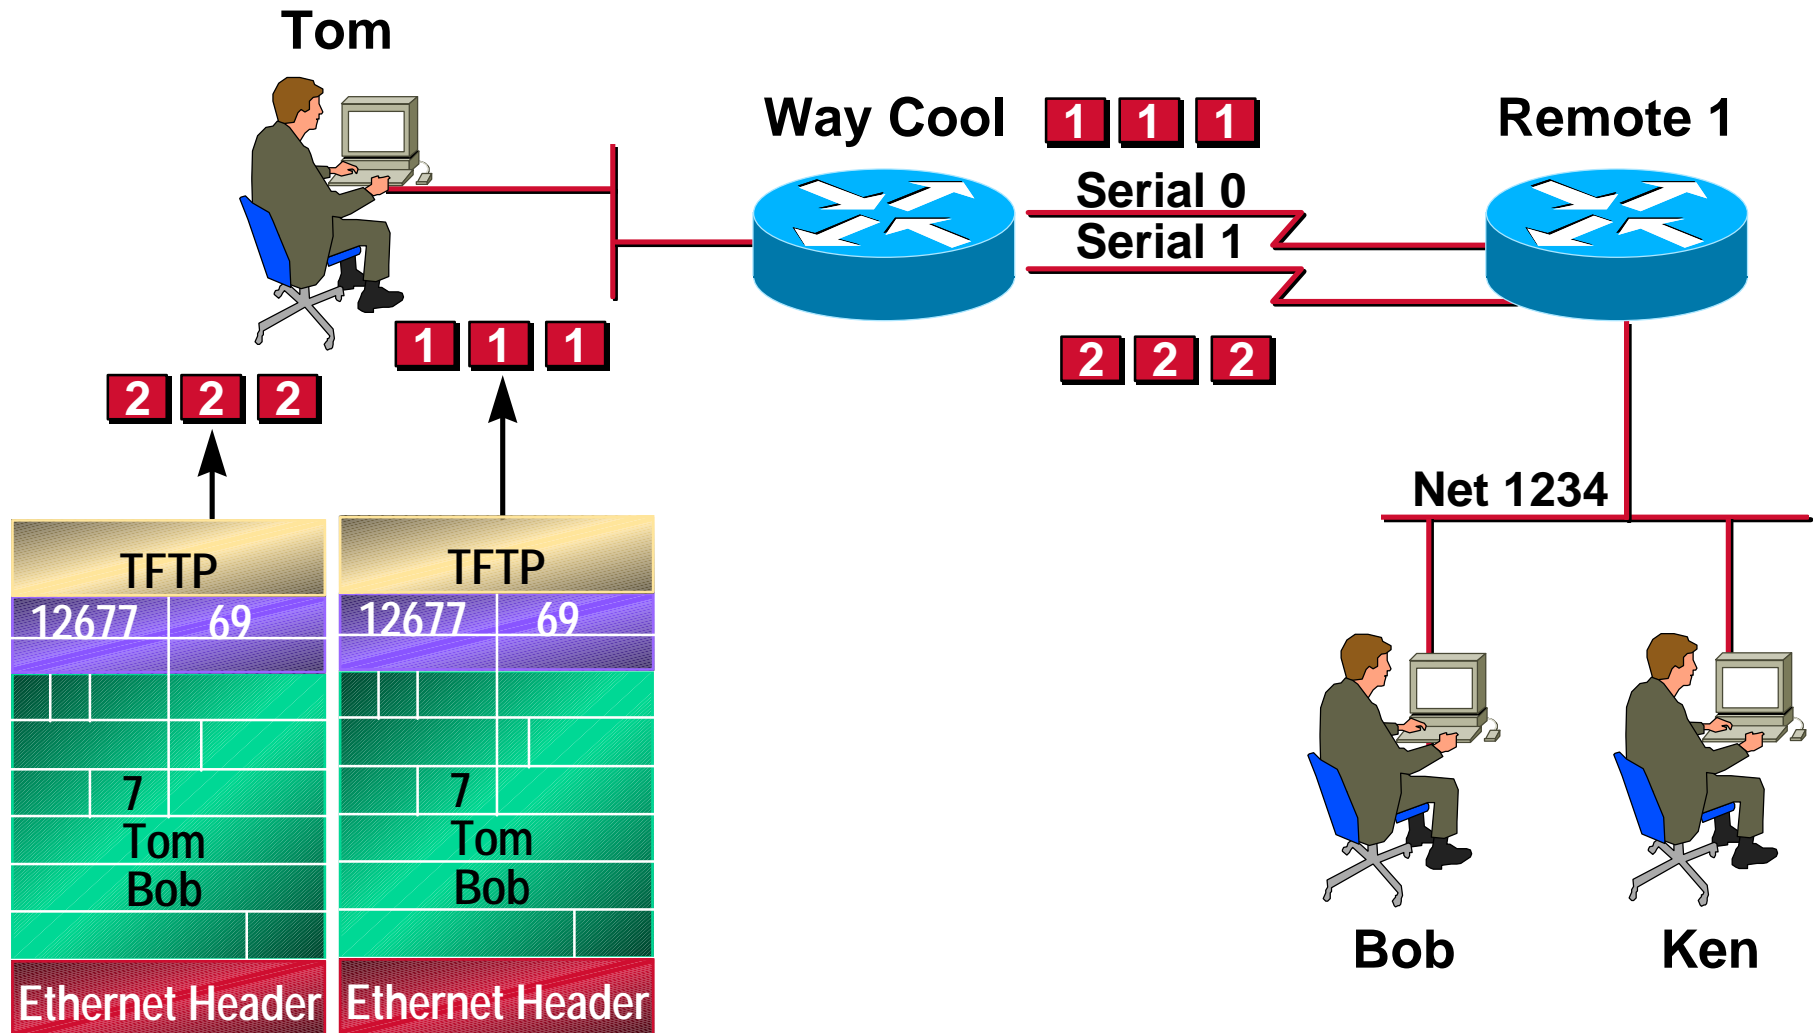 Tom
Way Cool
1 1 1
Remote 1
Serial 0
Serial 1
1 1 1
2 2 2
2 2 2
Net 1234
TFTP
12677 69
7
Tom
Bob
Ethernet Header
TFTP
12677 69
7
Tom
Bob
Ethernet Header
Bob
Ken